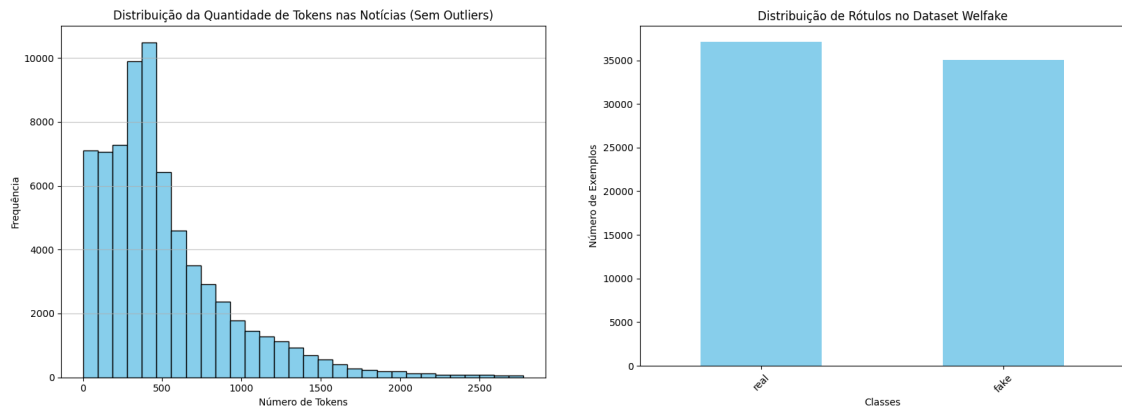 Distribuição da Quantidade de Tokens nas Notícias (Sem Outliers)
Frequência
10000
8000
6000
4000
2000
0
0
500
1000
1500
2000
2500
Número de Tokens
Distribuição de Rótulos no Dataset Welfake
Número de Exemplos
35000
30000
25000
20000
15000
10000
5000
0
real
fake
Classes